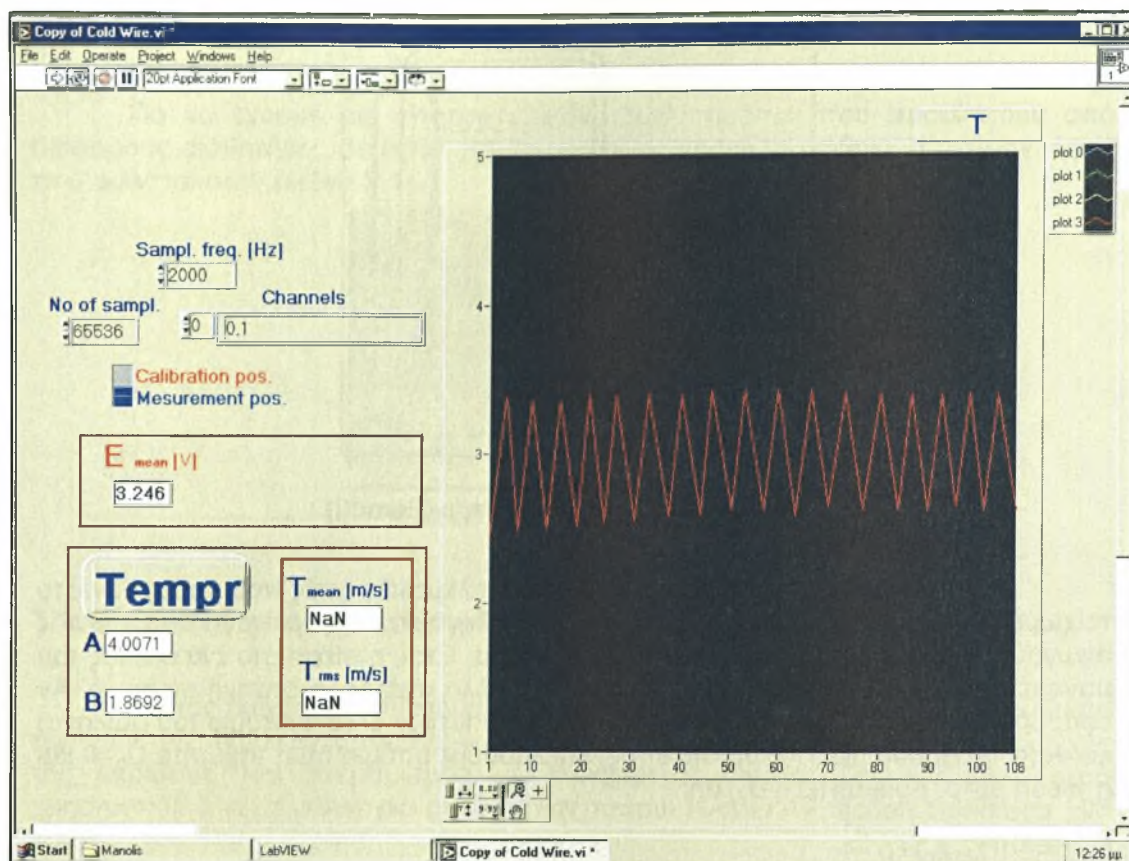 Copy of Cold Wire.vi
File Edit Operate Project Windows Help
20pt Application Font
1
T
plot 0
plot 1
plot 2
plot 3
Sampl. freq. [Hz]
2000
No of sampl.
65536
Channels
0
0,1
Calibration pos.
Mesurement pos.
E mean [V]
3.246
Tempr
A 4.0071
B 1.8692
T mean [m/s]
NaN
T rms [m/s]
NaN
5
4
3
2
1
1 10 20 30 40 50 60 70 80 90 100 108
Start Manolis LabVIEW Copy of Cold Wire.vi * 12:26 μμ